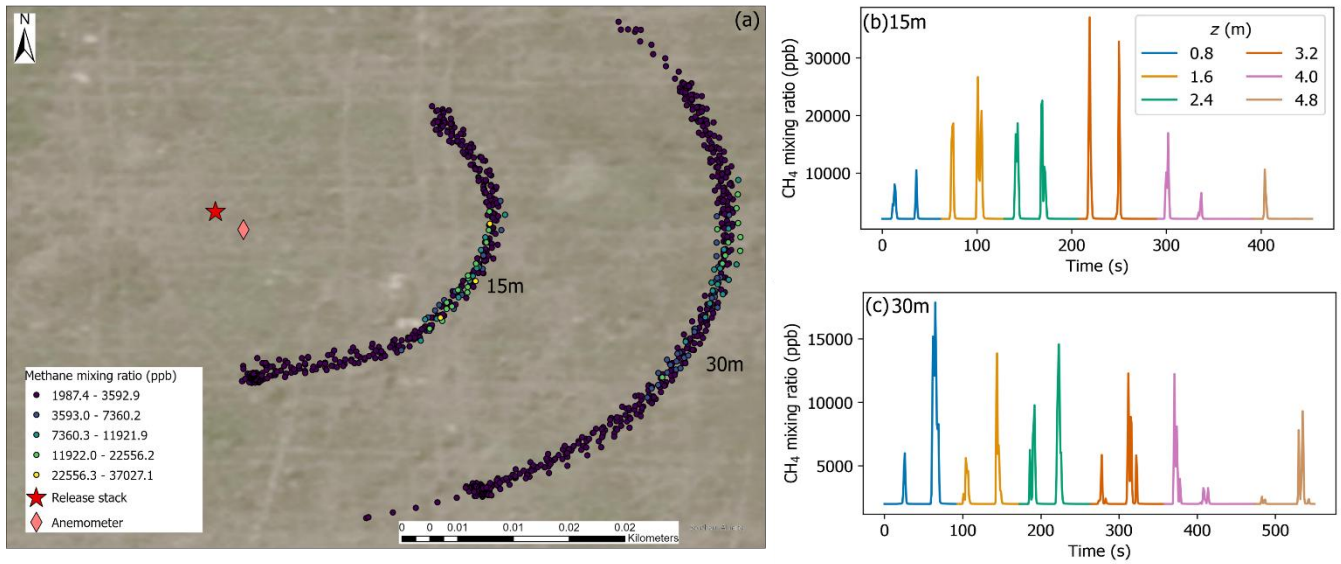 N
(a)
15m
30m
Methane mixing ratio (ppb)
1987.4 - 3592.9
3593.0 - 7360.2
7360.3 - 11921.9
11922.0 - 22556.2
22556.3 - 37027.1
Release stack
Anemometer
0 0 0.01 0.01 0.02 0.02
Kilometers
(b) 15m
z (m)
0.8 3.2
1.6 4.0
2.4 4.8
CH₄ mixing ratio (ppb)
30000
20000
10000
0 100 200 300 400
Time (s)
(c) 30m
CH₄ mixing ratio (ppb)
15000
10000
5000
0 100 200 300 400 500
Time (s)